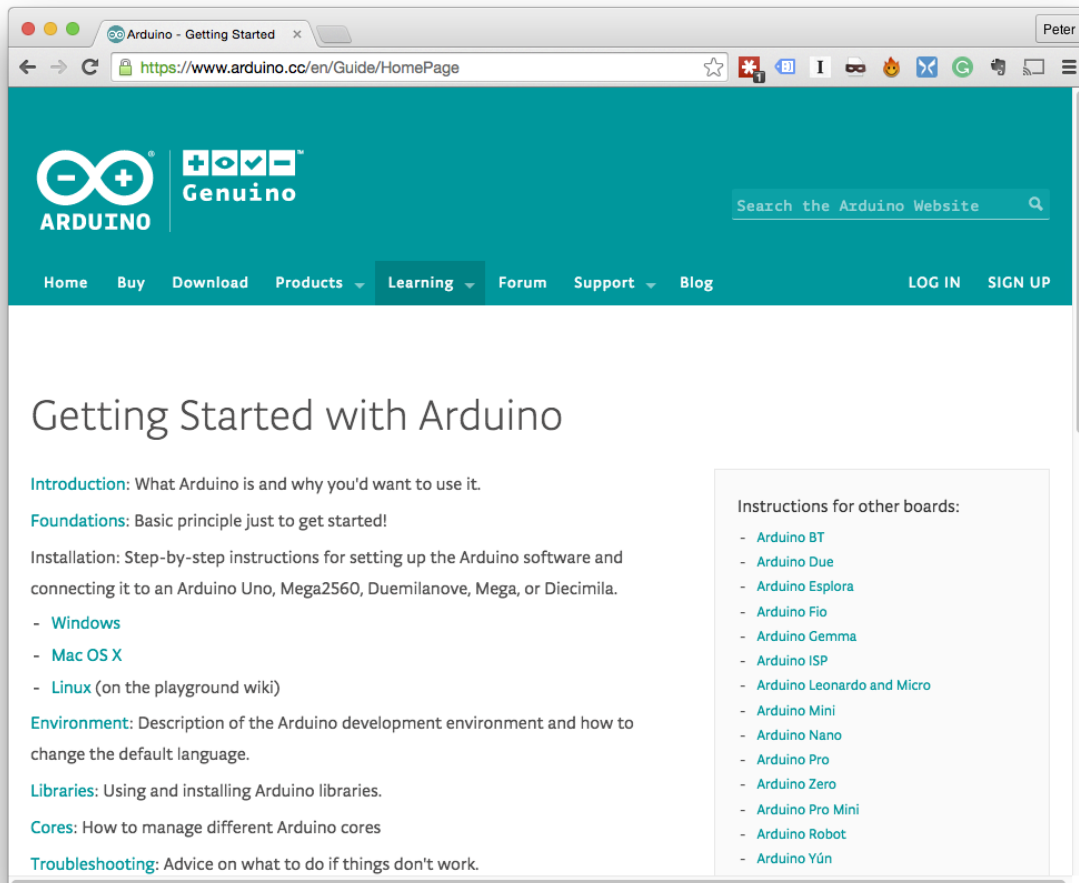 Arduino - Getting Started
Peter
https://www.arduino.cc/en/Guide/HomePage
1
ARDUINO
Genuino
Search the Arduino Website
Home Buy Download Products Learning Forum Support Blog LOG IN SIGN UP
Getting Started with Arduino
Introduction: What Arduino is and why you'd want to use it.
Foundations: Basic principle just to get started!
Installation: Step-by-step instructions for setting up the Arduino software and
connecting it to an Arduino Uno, Mega2560, Duemilanove, Mega, or Diecimila.
- Windows
- Mac OS X
- Linux (on the playground wiki)
Environment: Description of the Arduino development environment and how to
change the default language.
Libraries: Using and installing Arduino libraries.
Cores: How to manage different Arduino cores
Troubleshooting: Advice on what to do if things don't work.
Instructions for other boards:
- Arduino BT
- Arduino Due
- Arduino Esplora
- Arduino Fio
- Arduino Gemma
- Arduino ISP
- Arduino Leonardo and Micro
- Arduino Mini
- Arduino Nano
- Arduino Pro
- Arduino Zero
- Arduino Pro Mini
- Arduino Robot
- Arduino Yún